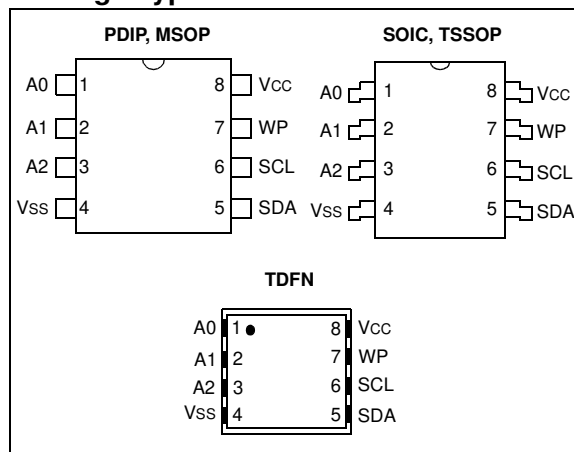 PDIP, MSOP
A0 1 8 VCC
A1 2 7 WP
A2 3 6 SCL
VSS 4 5 SDA
SOIC, TSSOP
A0 1 8 VCC
A1 2 7 WP
A2 3 6 SCL
VSS 4 5 SDA
TDFN
A0 1 8 VCC
A1 2 7 WP
A2 3 6 SCL
VSS 4 5 SDA